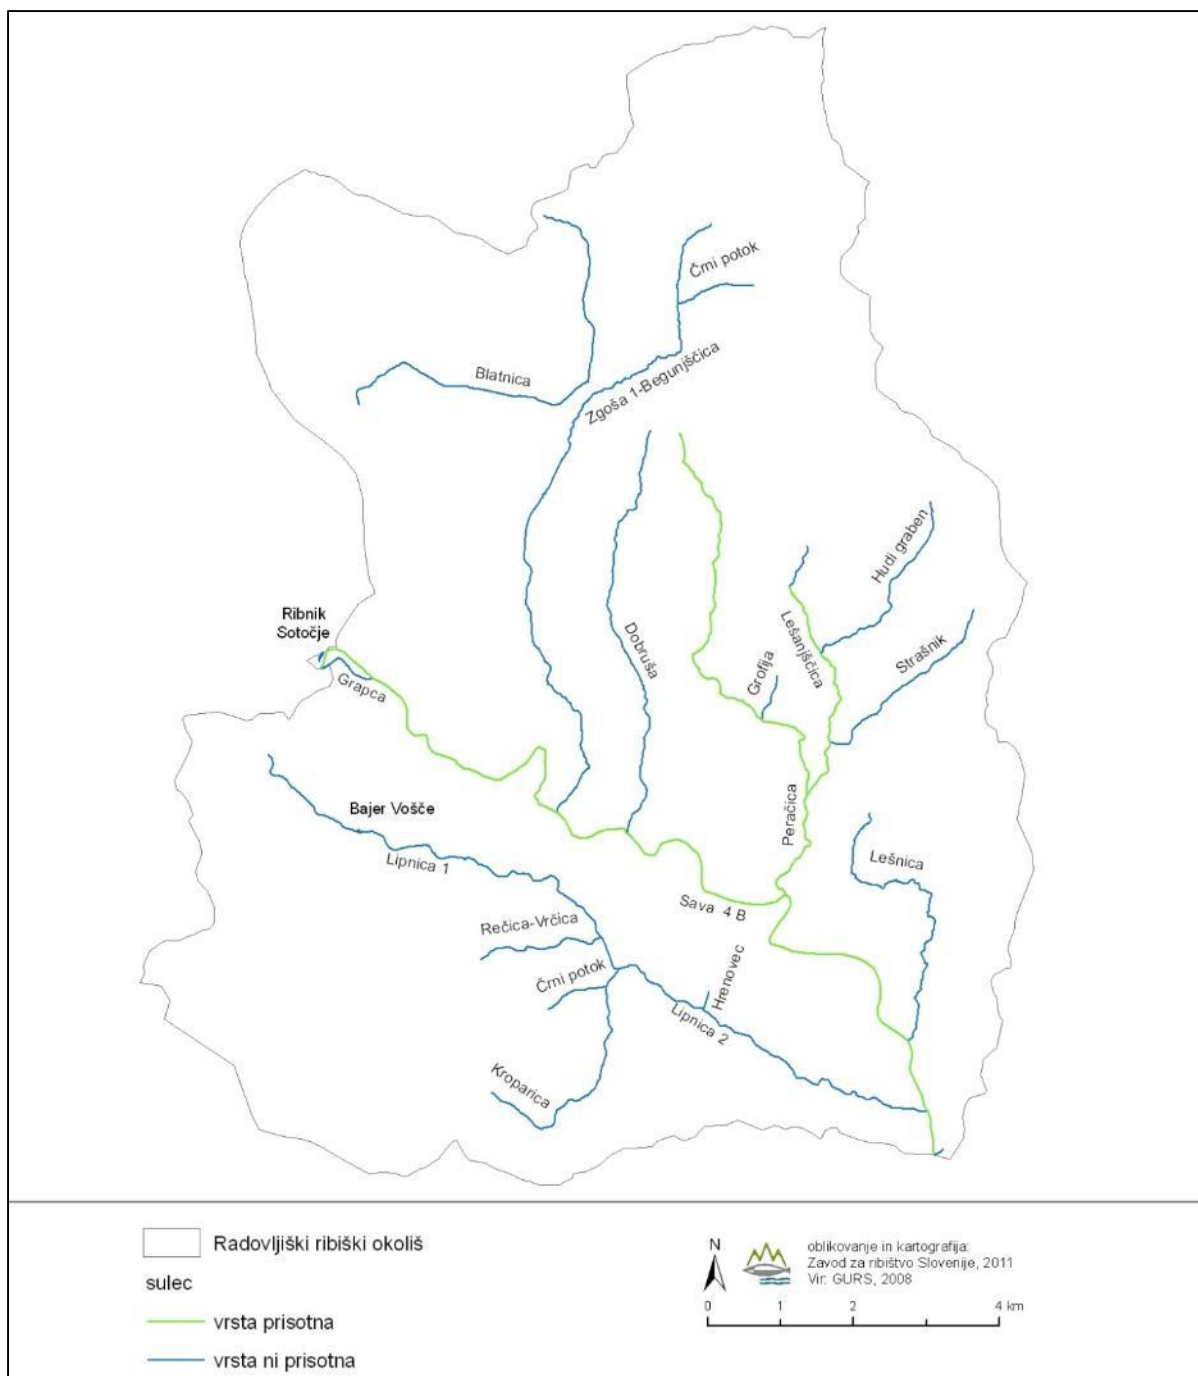 Črni potok
Blatnica
Zgoša 1-Begunjščica
Hudi graben
Ribnik
Sotočje
Grapca
Dobruša
Grofija
Lešanjščica
Strašnik
Bajer Vošče
Lipnica 1
Peračica
Lešnica
Sava 4 B
Rečica-Vrčica
Črni potok
Hrenovec
Lipnica 2
Kroparica
Radovljiški ribiški okoliš
sulec
vrsta prisotna
vrsta ni prisotna
N
oblikovanje in kartografija:
Zavod za ribištvo Slovenije, 2011
Vir: GURS, 2008
0 1 2 4 km